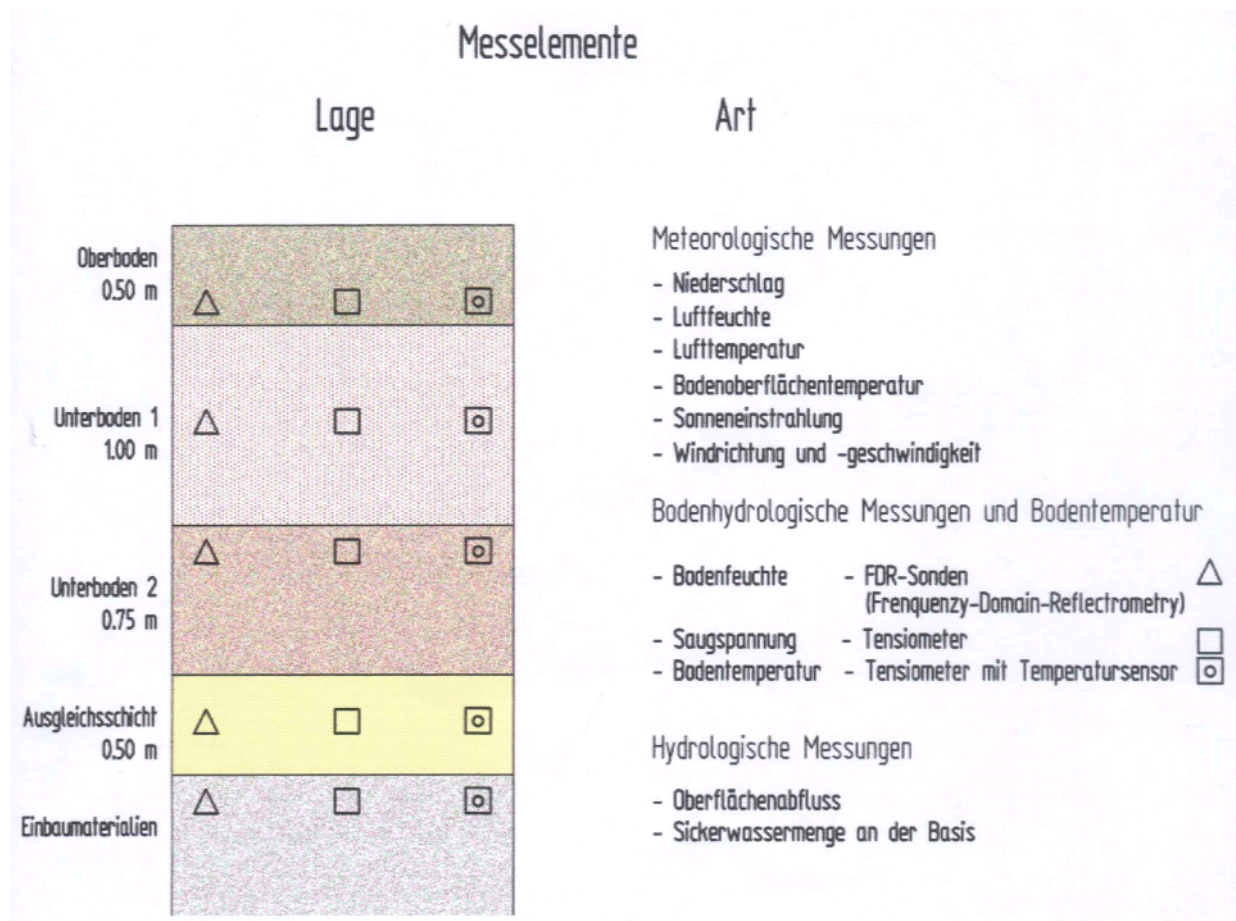 Messelemente
Lage
Art
Oberboden
0.50 m
Unterboden 1
1.00 m
Unterboden 2
0.75 m
Ausgleichsschicht
0.50 m
Einbaumaterialien
Meteorologische Messungen
- Niederschlag
- Luftfeuchte
- Lufttemperatur
- Bodenoberflächentemperatur
- Sonneneinstrahlung
- Windrichtung und -geschwindigkeit
Bodenhydrologische Messungen und Bodentemperatur
- Bodenfeuchte - FDR-Sonden
(Frenquenzy-Domain-Reflectrometry)
- Saugspannung - Tensiometer
- Bodentemperatur - Tensiometer mit Temperatursensor
Hydrologische Messungen
- Oberflächenabfluss
- Sickerwassermenge an der Basis